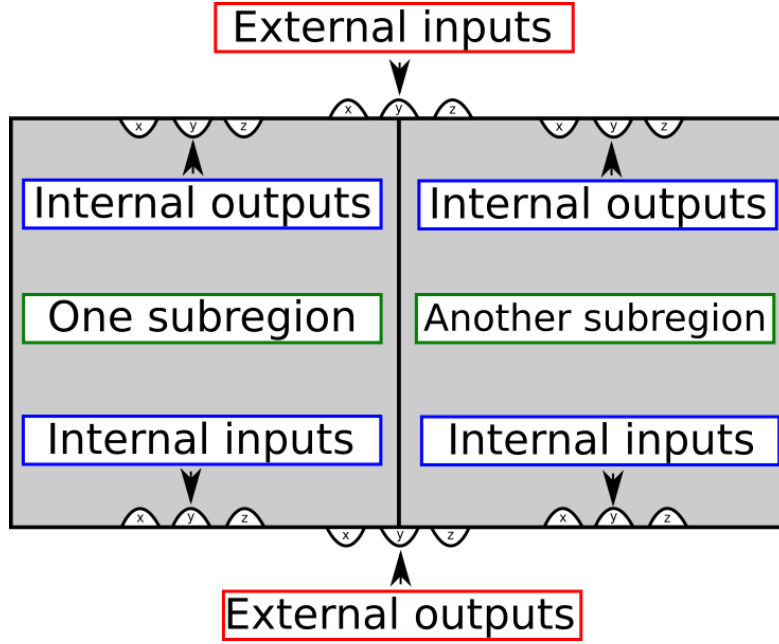 External inputs
x y z
x y z x y z
Internal outputs Internal outputs
One subregion Another subregion
Internal inputs Internal inputs
x y z x y z
x y z
External outputs